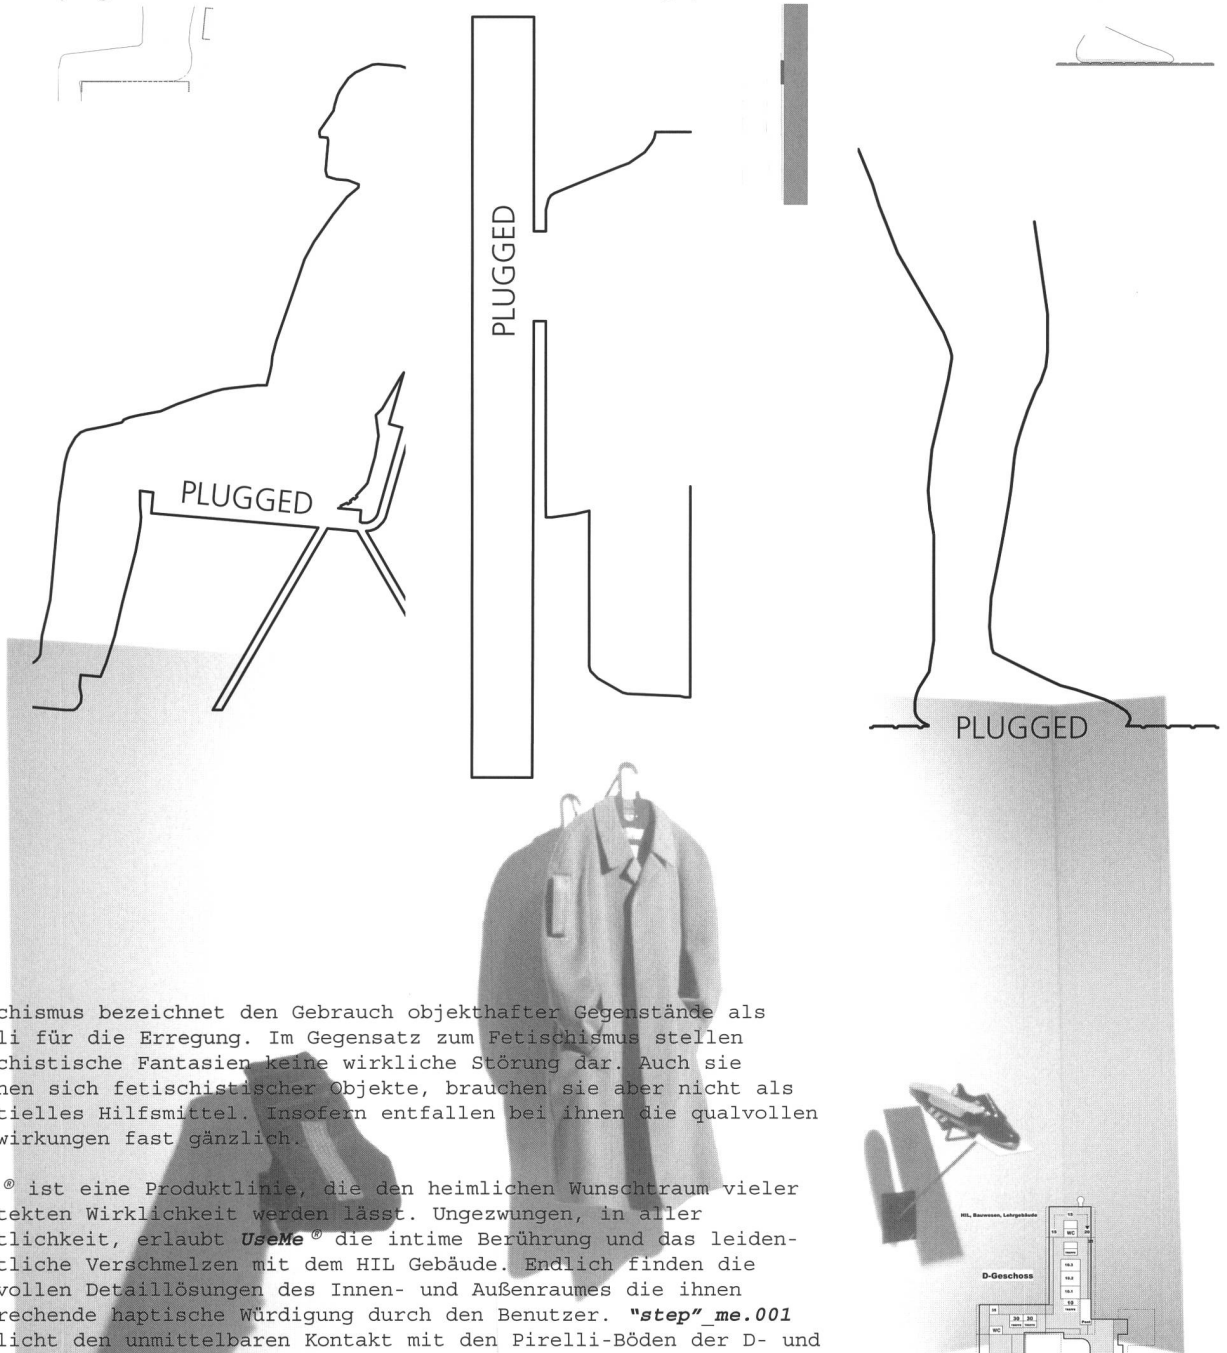 PLUGGED
PLUGGED
PLUGGED
chismus bezeichnet den Gebrauch objekthafter Gegenstände als
li für die Erregung. Im Gegensatz zum Fetischismus stellen
chistische Fantasien keine wirkliche Störung dar. Auch sie
nen sich fetischistischer Objekte, brauchen sie aber nicht als
tielles Hilfsmittel. Insofern entfallen bei ihnen die qualvollen
wirkungen fast gänzlich.
® ist eine Produktlinie, die den heimlichen Wunschtraum vieler
tekten Wirklichkeit werden lässt. Ungezwungen, in aller
tlichkeit, erlaubt UseMe® die intime Berührung und das leiden-
tliche Verschmelzen mit dem HIL Gebäude. Endlich finden die
vollen Detaillösungen des Innen- und Außenraumes die ihnen
rechende haptische Würdigung durch den Benutzer. "step"_me.001
licht den unmittelbaren Kontakt mit den Pirelli-Böden der D- und
HIL, Bauwesen, Lehrgebäude
D-Geschoss
15
WC
WC
30 30